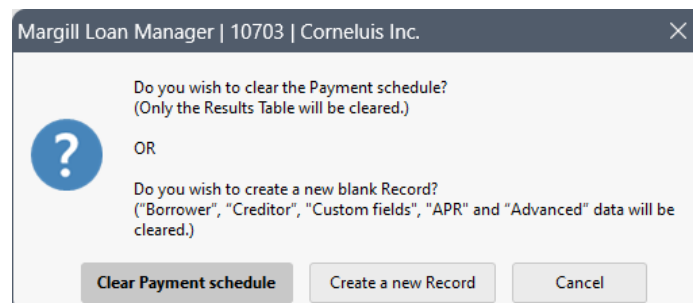 Margill Loan Manager | 10703 | Corneluis Inc.
Do you wish to clear the Payment schedule?
(Only the Results Table will be cleared.)
OR
Do you wish to create a new blank Record?
("Borrower", "Creditor", "Custom fields", "APR" and "Advanced" data will be
cleared.)
Clear Payment schedule
Create a new Record
Cancel